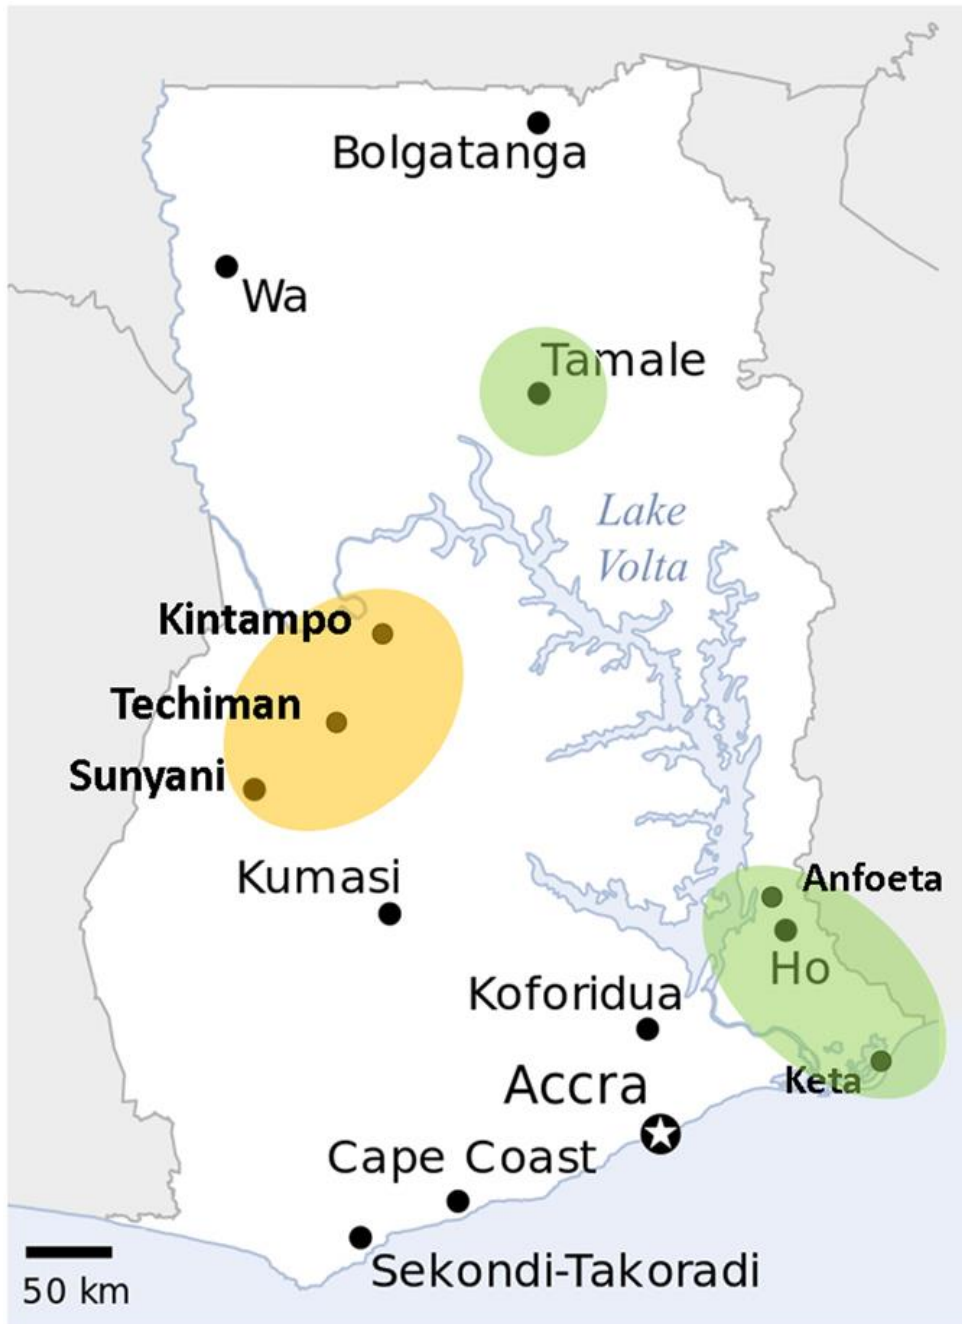 Bolgatanga
Wa
Tamale
Lake
Volta
Kintampo
Techiman
Sunyani
Kumasi
Anfoeta
Ho
Koforidua
Keta
Accra
Cape Coast
Sekondi-Takoradi
50 km